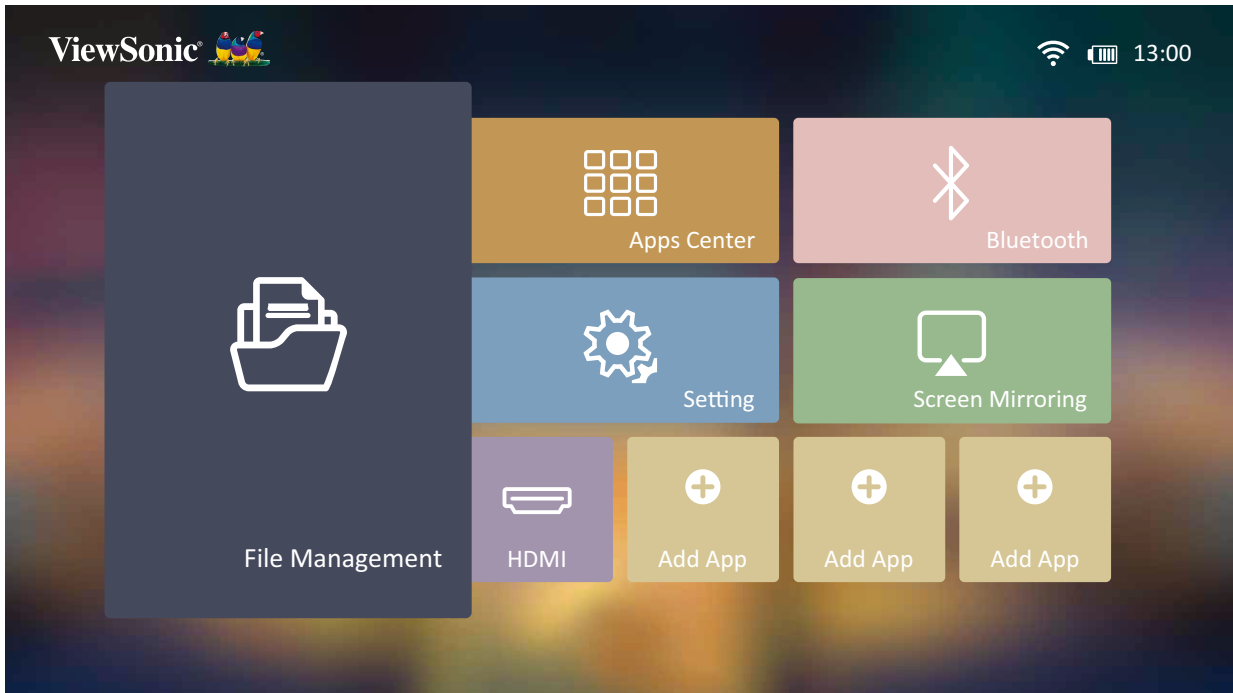 ViewSonic®
13:00
Apps Center
Bluetooth
Setting
Screen Mirroring
File Management
HDMI
Add App
Add App
Add App